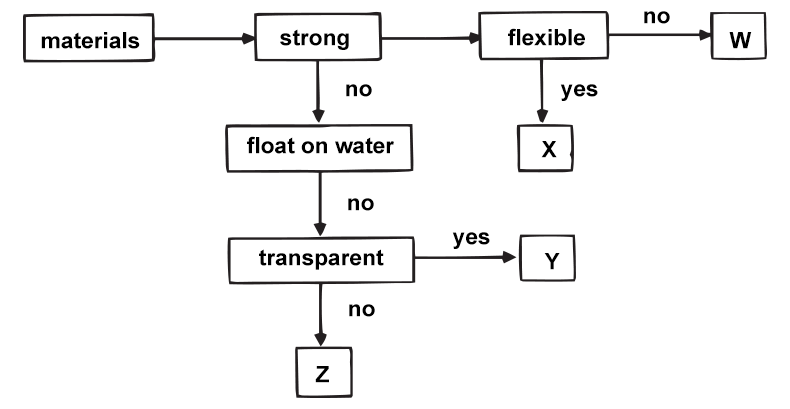 materials
strong
flexible
no
W
no
yes
float on water
X
no
yes
transparent
Y
no
Z